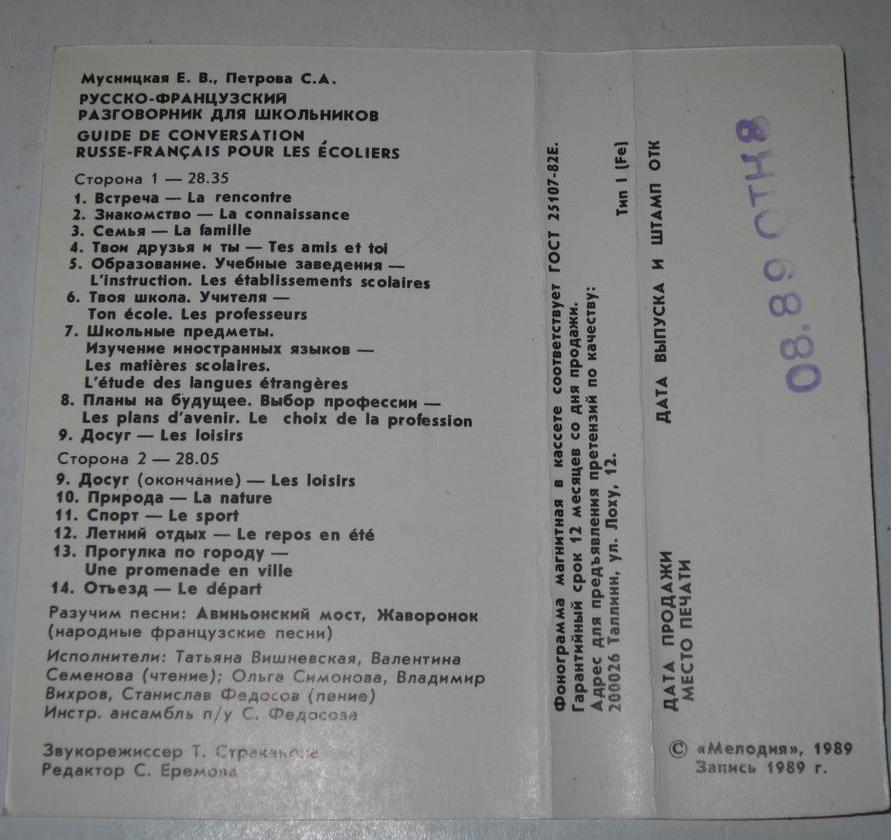 Мусницкая Е. В., Петрова С.А.
РУССКО-ФРАНЦУЗСКИЙ
РАЗГОВОРНИК ДЛЯ ШКОЛЬНИКОВ
GUIDE DE CONVERSATION
RUSSE-FRANÇAIS POUR LES ÉCOLIERS
Сторона 1 — 28.35
1. Встреча — La rencontre
2. Знакомство — La connaissance
3. Семья — La famille
4. Твои друзья и ты — Tes amis et toi
5. Образование. Учебные заведения —
L'instruction. Les établissements scolaires
6. Твоя школа. Учителя —
Ton école. Les professeurs
7. Школьные предметы.
Изучение иностранных языков —
Les matières scolaires.
L'étude des langues étrangères
8. Планы на будущее. Выбор профессии —
Les plans d'avenir. Le choix de la profession
9. Досуг — Les loisirs
Сторона 2 — 28.05
9. Досуг (окончание) — Les loisirs
10. Природа — La nature
11. Спорт — Le sport
12. Летний отдых — Le repos en été
13. Прогулка по городу —
Une promenade en ville
14. Отъезд — Le départ
Разучим песни: Авиньонский мост, Жаворонок
(народные французские песни)
Исполнители: Татьяна Вишневская, Валентина
Семенова (чтение); Ольга Симонова, Владимир
Вихров, Станислав Федосов (пение)
Инстр. ансамбль п/у С. Федосова
Звукорежиссер Т.
Редактор С. Еремова
Фонограмма магнитная в кассете соответствует ГОСТ 25107-82Е.
Гарантийный срок 12 месяцев со дня продажи.
Адрес для предъявления претензий по качеству:
200026 Таллинн, ул. Лоху, 12.
Тип I (Fe)
ДАТА ВЫПУСКА И ШТАМП ОТК
ДАТА ПРОДАЖИ
МЕСТО ПЕЧАТИ
08.89 ОТН8
© «Мелодия», 1989
Запись 1989 г.